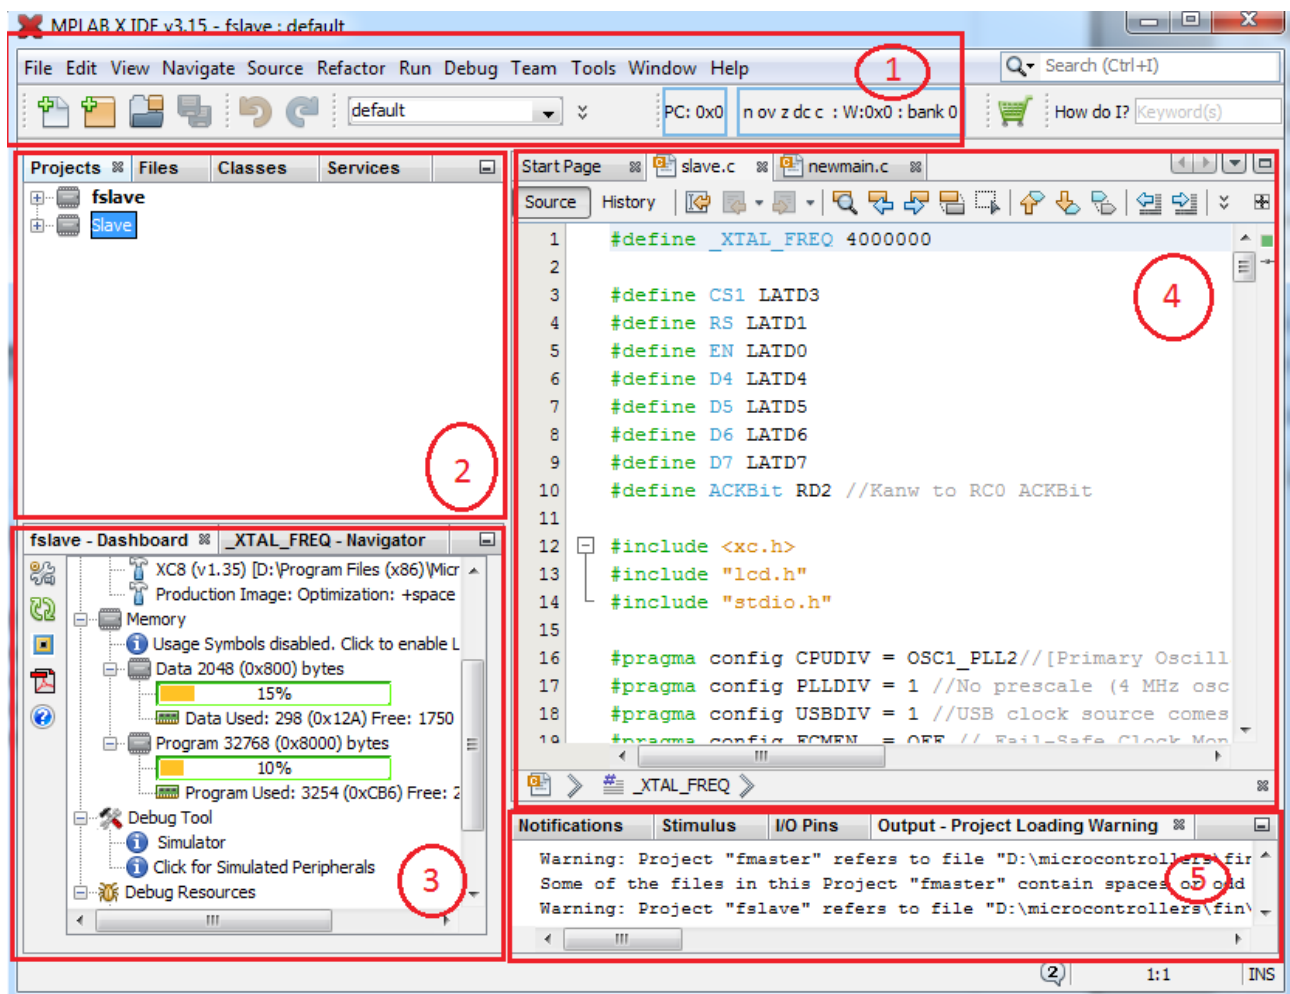 MPLAB X IDE v3.15 - fslave : default
File Edit View Navigate Source Refactor Run Debug Team Tools Window Help
Search (Ctrl+I)
1
default
PC: 0x0
n ov z dc c : W:0x0 : bank 0
How do I? Keyword(s)
Projects Files Classes Services
fslave
Slave
2
Start Page slave.c newmain.c
Source History
1 #define _XTAL_FREQ 4000000
2
3 #define CS1 LATD3
4 #define RS LATD1
5 #define EN LATD0
6 #define D4 LATD4
7 #define D5 LATD5
8 #define D6 LATD6
9 #define D7 LATD7
10 #define ACKBit RD2 //Kanw to RC0 ACKBit
11
12 #include <xc.h>
13 #include "lcd.h"
14 #include "stdio.h"
15
16 #pragma config CPUDIV = OSC1_PLL2//[Primary Oscill
17 #pragma config PLLDIV = 1 //No prescale (4 MHz osc
18 #pragma config USBDIV = 1 //USB clock source comes
19 #pragma config FCMEN = OFF // Fail-Safe Clock Mon
4
_XTAL_FREQ
fslave - Dashboard _XTAL_FREQ - Navigator
XC8 (v1.35) [D:\Program Files (x86)\Micr
Production Image: Optimization: +space
Memory
Usage Symbols disabled. Click to enable L
Data 2048 (0x800) bytes
15%
Data Used: 298 (0x12A) Free: 1750
Program 32768 (0x8000) bytes
10%
Program Used: 3254 (0xCB6) Free: 2
Debug Tool
Simulator
Click for Simulated Peripherals
Debug Resources
3
Notifications Stimulus I/O Pins Output - Project Loading Warning
Warning: Project "fmaster" refers to file "D:\microcontrollers\fin
Some of the files in this Project "fmaster" contain spaces or odd
Warning: Project "fslave" refers to file "D:\microcontrollers\fin\
5
2 1:1 INS